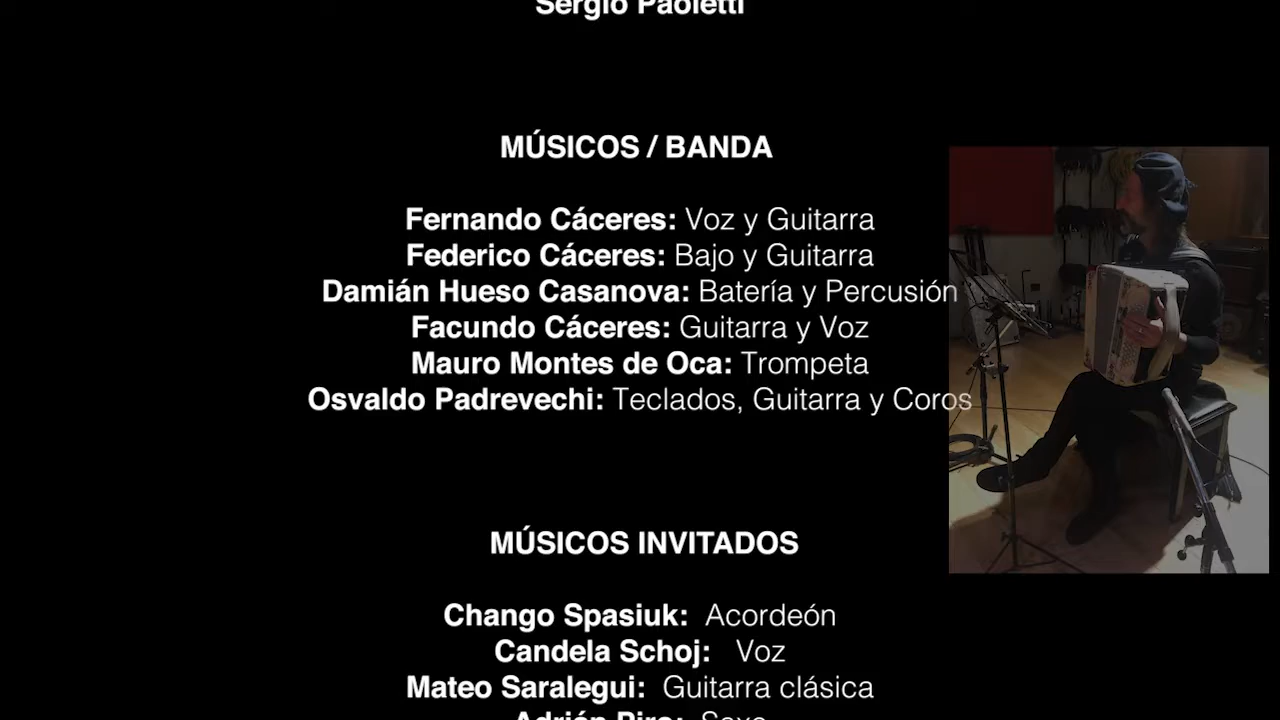 Sergio Paoletti
MÚSICOS / BANDA
Fernando Cáceres: Voz y Guitarra
Federico Cáceres: Bajo y Guitarra
Damián Hueso Casanova: Batería y Percusión
Facundo Cáceres: Guitarra y Voz
Mauro Montes de Oca: Trompeta
Osvaldo Padrevechi: Teclados, Guitarra y Coros
MÚSICOS INVITADOS
Chango Spasiuk: Acordeón
Candela Schoj: Voz
Mateo Saralegui: Guitarra clásica